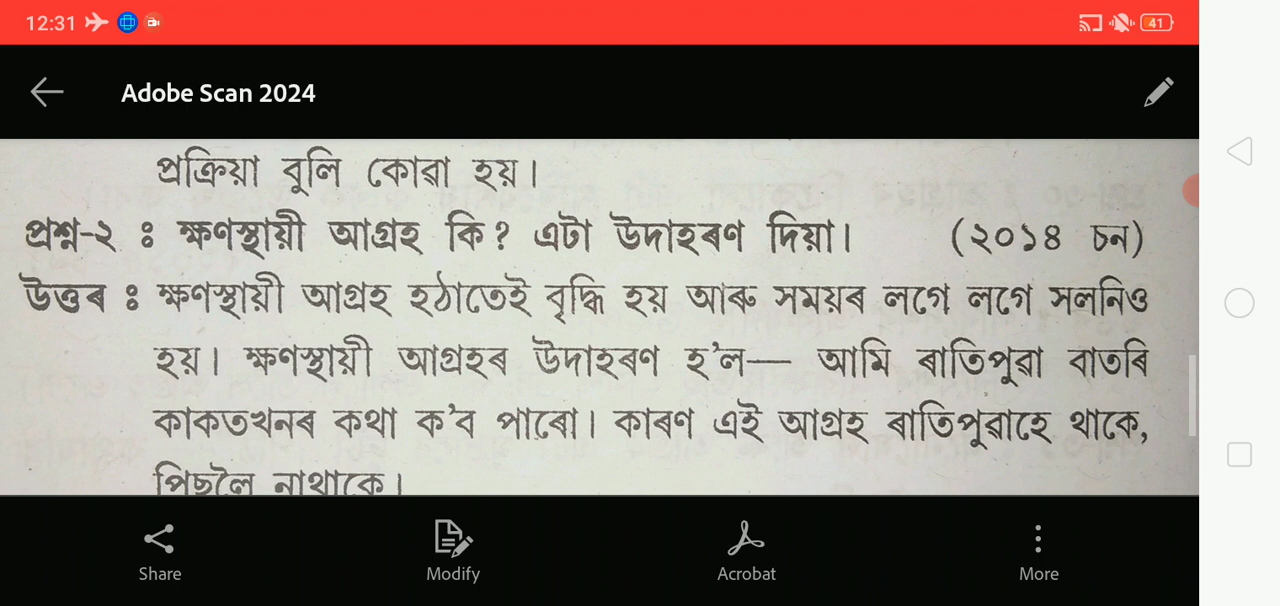 12:31
41
Adobe Scan 2024
প্ৰক্ৰিয়া বুলি কোৱা হয়।
প্ৰশ্ন-২ : ক্ষণস্থায়ী আগ্ৰহ কি? এটা উদাহৰণ দিয়া। (২০১৪ চন)
উত্তৰ : ক্ষণস্থায়ী আগ্ৰহ হঠাতেই বৃদ্ধি হয় আৰু সময়ৰ লগে লগে সলনিও
হয়। ক্ষণস্থায়ী আগ্ৰহৰ উদাহৰণ হ'ল— আমি ৰাতিপুৱা বাতৰি
কাকতখনৰ কথা ক'ব পাৰো। কাৰণ এই আগ্ৰহ ৰাতিপুৱাহে থাকে,
পিছলৈ নাথাকে।
Share Modify Acrobat More